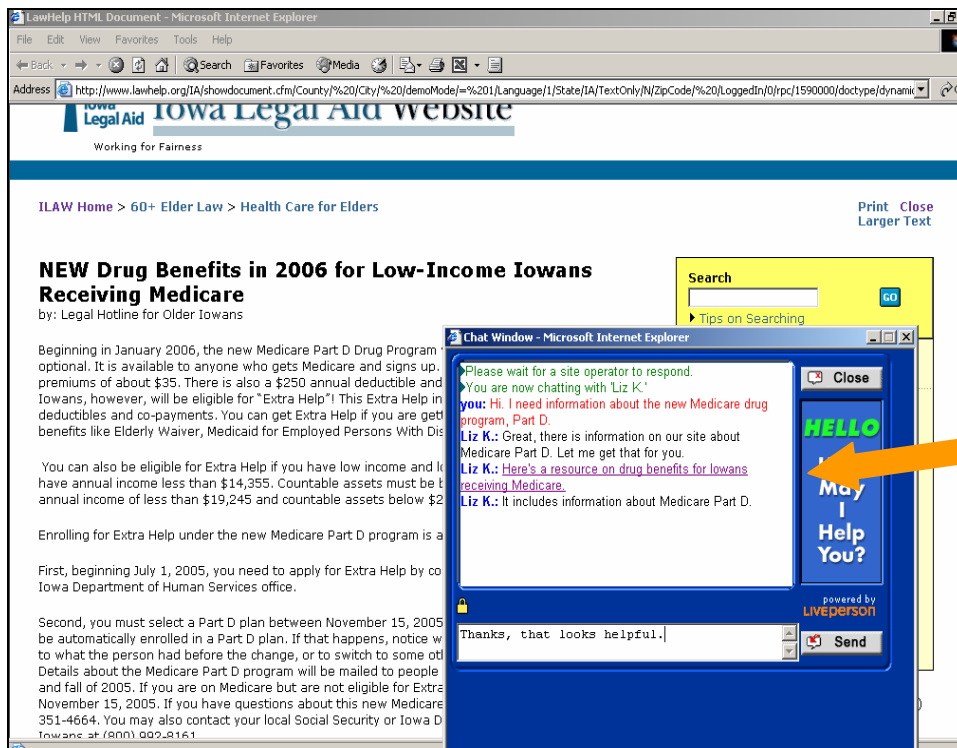 LawHelp HTML Document - Microsoft Internet Explorer
File Edit View Favorites Tools Help
Back Search Favorites Media
Address http://www.lawhelp.org/IA/showdocument.cfm/County/%20/City/%20/demoMode/=%201/Language/1/State/IA/TextOnly/N/ZipCode/%20/LoggedIn/0/rpc/1590000/doctype/dynamic
Iowa Legal Aid Iowa Legal Aid Website
Working for Fairness
ILAW Home > 60+ Elder Law > Health Care for Elders
Print Close
Larger Text
NEW Drug Benefits in 2006 for Low-Income Iowans
Receiving Medicare
by: Legal Hotline for Older Iowans
Search
GO
Tips on Searching
Beginning in January 2006, the new Medicare Part D Drug Program
optional. It is available to anyone who gets Medicare and signs up.
premiums of about $35. There is also a $250 annual deductible and
Iowans, however, will be eligible for "Extra Help"! This Extra Help in
deductibles and co-payments. You can get Extra Help if you are gett
benefits like Elderly Waiver, Medicaid for Employed Persons With Dis
You can also be eligible for Extra Help if you have low income and lo
have annual income less than $14,355. Countable assets must be b
annual income of less than $19,245 and countable assets below $2
Enrolling for Extra Help under the new Medicare Part D program is a
First, beginning July 1, 2005, you need to apply for Extra Help by co
Iowa Department of Human Services office.
Second, you must select a Part D plan between November 15, 2005
be automatically enrolled in a Part D plan. If that happens, notice w
to what the person had before the change, or to switch to some oth
Details about the Medicare Part D program will be mailed to people
and fall of 2005. If you are on Medicare but are not eligible for Extra
November 15, 2005. If you have questions about this new Medicare
351-4664. You may also contact your local Social Security or Iowa D
Iowans at (800) 992-8161
Chat Window - Microsoft Internet Explorer
Please wait for a site operator to respond.
You are now chatting with 'Liz K.'
you: Hi. I need information about the new Medicare drug
program, Part D.
Liz K.: Great, there is information on our site about
Medicare Part D. Let me get that for you.
Liz K.: Here's a resource on drug benefits for Iowans
receiving Medicare.
Liz K.: It includes information about Medicare Part D.
Close
HELLO
May
I
Help
You?
powered by
LIVEperson
Thanks, that looks helpful.
Send